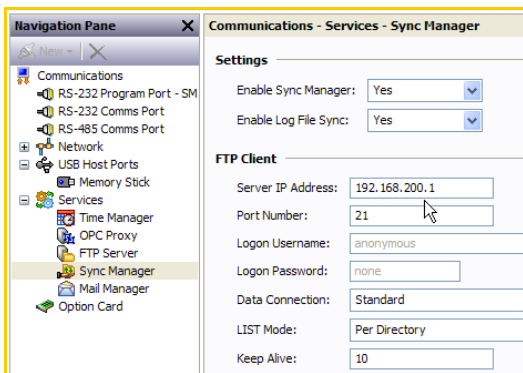 Navigation Pane X
New
Communications
RS-232 Program Port - SM
RS-232 Comms Port
RS-485 Comms Port
Network
USB Host Ports
Memory Stick
Services
Time Manager
OPC Proxy
FTP Server
Sync Manager
Mail Manager
Option Card
Communications - Services - Sync Manager
Settings
Enable Sync Manager: Yes
Enable Log File Sync: Yes
FTP Client
Server IP Address: 192.168.200.1
Port Number: 21
Logon Username: anonymous
Logon Password: none
Data Connection: Standard
LIST Mode: Per Directory
Keep Alive: 10